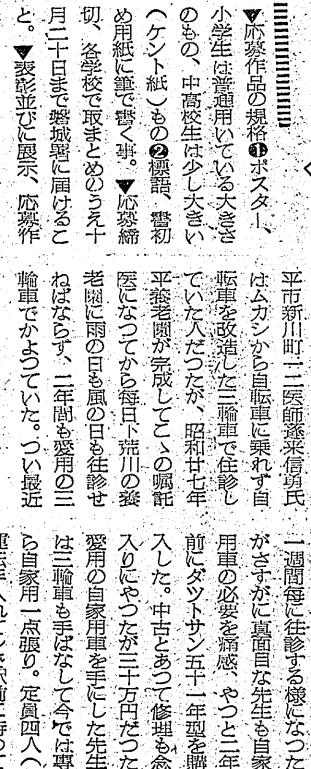 ▼応募作品の規格❶ポスター、
小学生は普通用いている大きさ
のもの、中高校生は少し大きい
（ケント紙）もの❷標語、書初
め用紙に筆で書く事。▼応募締
切、各学校で取まとめのうえ十
月二十日まで磐城署に届けるこ
と。▼表彰並びに展示、応募作
平市新川町一二医師蓬来信勇氏
はムカシから自転車に乗れず自
転車を改造した三輪車で往診し
ていた人だつたが、昭和廿七年
平養老園が完成してこゝの嘱託
医になつてから毎日下荒川の養
老園に雨の日も風の日も往診せ
ねばならず、二年間も愛用の三
輪車でかよつていた。つい最近
一週間毎に往診する様になつた
がさすがに真面目な先生も自家
用車の必要を痛感、やつと二年
前にダツトサン五十一年型を購
入した。中古とあつて修理も念
入りにやつたが三十万円だつた
愛用の自家用車を手にした先生
は三輪車も手ばなして今では専
ら自家用一点張り。定員四人（